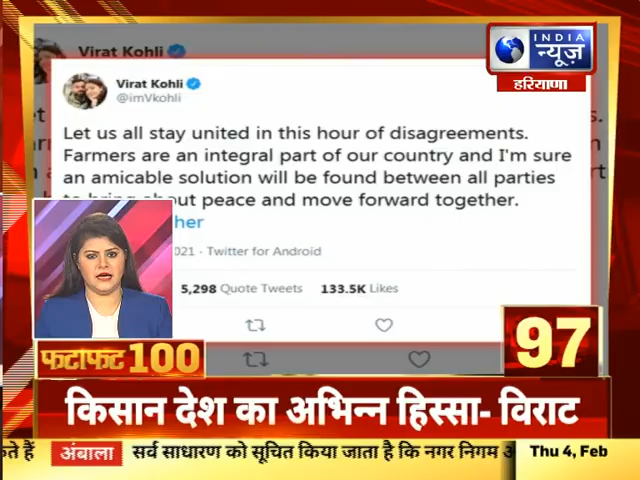 Virat Kohli
INDIA
न्यूज़
हरियाणा
Virat Kohli
@imVkohli
Let us all stay united in this hour of disagreements.
Farmers are an integral part of our country and I'm sure
an amicable solution will be found between all parties
to bring about peace and move forward together.
her
021 · Twitter for Android
5,298 Quote Tweets 133.5K Likes
फटाफट 100
97
किसान देश का अभिन्न हिस्सा- विराट
हैं अंबाला सर्व साधारण को सूचित किया जाता है कि नगर निगम
Thu 4, Feb